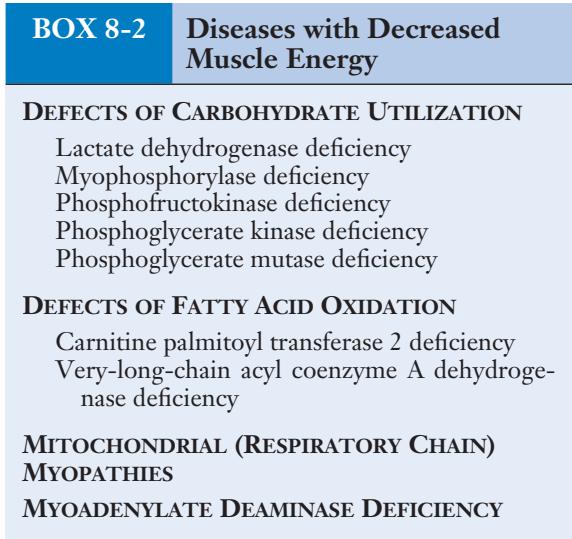 BOX 8-2
Diseases with Decreased
Muscle Energy
DEFECTS OF CARBOHYDRATE UTILIZATION
Lactate dehydrogenase deficiency
Myophosphorylase deficiency
Phosphofructokinase deficiency
Phosphoglycerate kinase deficiency
Phosphoglycerate mutase deficiency
DEFECTS OF FATTY ACID OXIDATION
Carnitine palmitoyl transferase 2 deficiency
Very-long-chain acyl coenzyme A dehydroge-
nase deficiency
MITOCHONDRIAL (RESPIRATORY CHAIN)
MYOPATHIES
MYOADENYLATE DEAMINASE DEFICIENCY